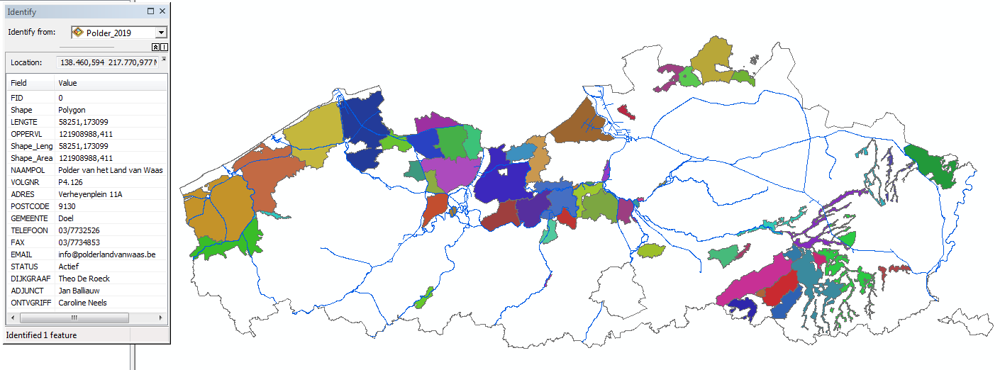 Identify
Identify from: Polder_2019
Location: 138.460,594 217.770,977
Field Value
FID 0
Shape Polygon
LENGTE 58251,173099
OPPERVL 121908988,411
Shape_Leng 58251,173099
Shape_Area 121908988,411
NAAMPOL Polder van het Land van Waas
VOLGNR P4.126
ADRES Verheyenplein 11A
POSTCODE 9130
GEMEENTE Doel
TELEFOON 03/7732526
FAX 03/7734853
EMAIL info@polderlandvanwaas.be
STATUS Actief
DIJKGRAAF Theo De Roeck
ADJUNCT Jan Balliauw
ONTVGRIFF Caroline Neels
Identified 1 feature